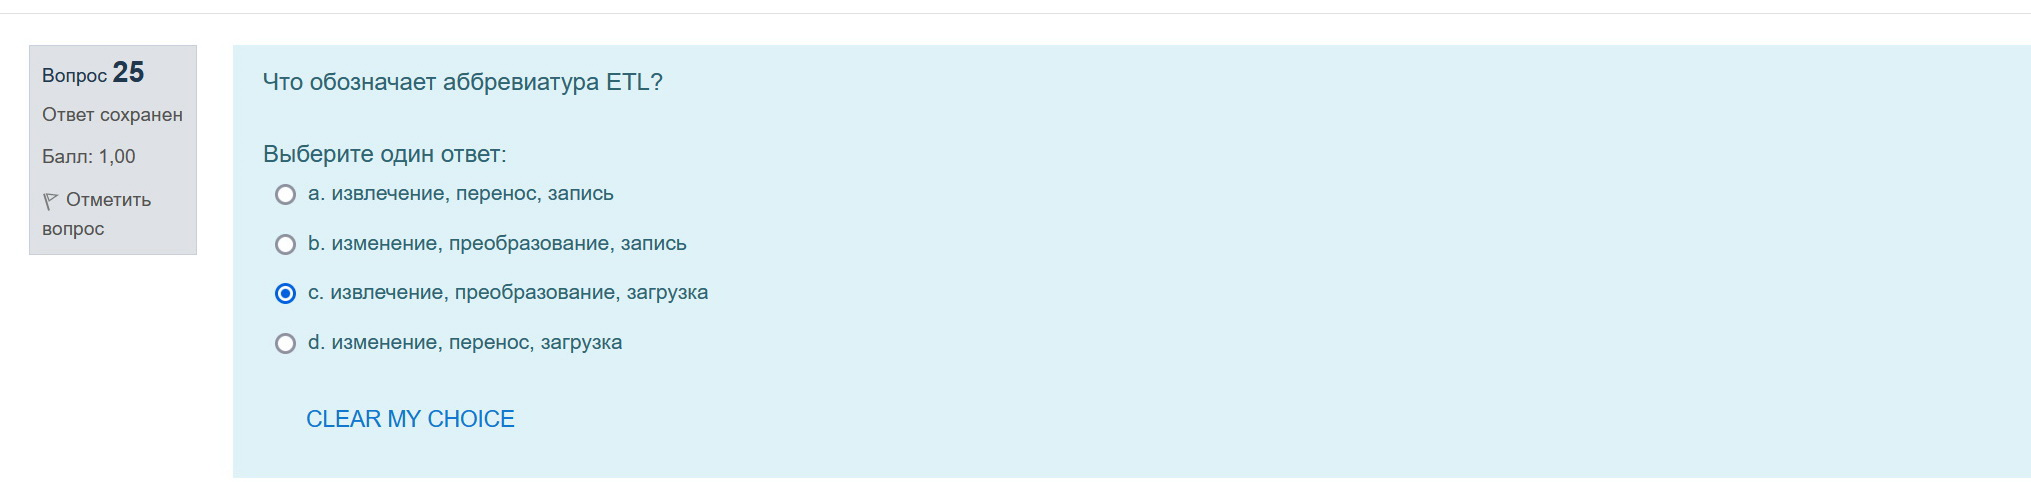 Вопрос 25
Ответ сохранен
Балл: 1,00
Отметить
вопрос
Что обозначает аббревиатура ETL?
Выберите один ответ:
a. извлечение, перенос, запись
b. изменение, преобразование, запись
c. извлечение, преобразование, загрузка
d. изменение, перенос, загрузка
CLEAR MY CHOICE